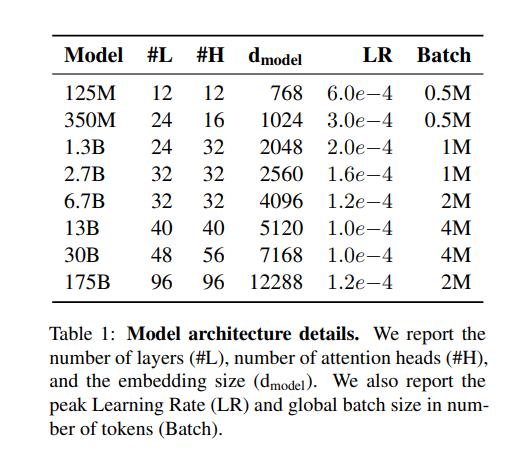 Model #L #H dmodel LR Batch
125M 12 12 768 6.0e−4 0.5M
350M 24 16 1024 3.0e−4 0.5M
1.3B 24 32 2048 2.0e−4 1M
2.7B 32 32 2560 1.6e−4 1M
6.7B 32 32 4096 1.2e−4 2M
13B 40 40 5120 1.0e−4 4M
30B 48 56 7168 1.0e−4 4M
175B 96 96 12288 1.2e−4 2M
Table 1: Model architecture details. We report the
number of layers (#L), number of attention heads (#H),
and the embedding size (dmodel). We also report the
peak Learning Rate (LR) and global batch size in num-
ber of tokens (Batch).